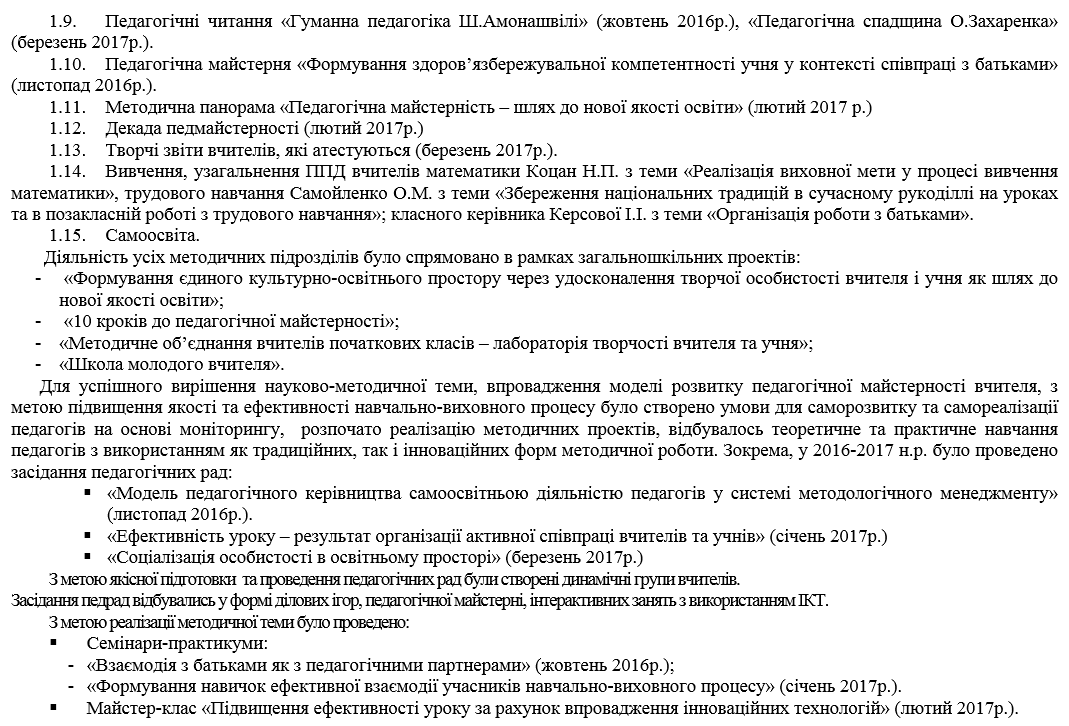 1.9. Педагогічні читання «Гуманна педагогіка Ш.Амонашвілі» (жовтень 2016р.), «Педагогічна спадщина О.Захаренка»
(березень 2017р.).
1.10. Педагогічна майстерня «Формування здоров’язбережувальної компетентності учня у контексті співпраці з батьками»
(листопад 2016р.).
1.11. Методична панорама «Педагогічна майстерність – шлях до нової якості освіти» (лютий 2017 р.)
1.12. Декада педмайстерності (лютий 2017р.)
1.13. Творчі звіти вчителів, які атестуються (березень 2017р.).
1.14. Вивчення, узагальнення ППД вчителів математики Коцан Н.П. з теми «Реалізація виховної мети у процесі вивчення
математики», трудового навчання Самойленко О.М. з теми «Збереження національних традицій в сучасному рукоділлі на уроках
та в позакласній роботі з трудового навчання»; класного керівника Керсової І.І. з теми «Організація роботи з батьками».
1.15. Самоосвіта.
Діяльність усіх методичних підрозділів було спрямовано в рамках загальношкільних проектів:
- «Формування єдиного культурно-освітнього простору через удосконалення творчої особистості вчителя і учня як шлях до
нової якості освіти»;
- «10 кроків до педагогічної майстерності»;
- «Методичне об’єднання вчителів початкових класів – лабораторія творчості вчителя та учня»;
- «Школа молодого вчителя».
Для успішного вирішення науково-методичної теми, впровадження моделі розвитку педагогічної майстерності вчителя, з
метою підвищення якості та ефективності навчально-виховного процесу було створено умови для саморозвитку та самореалізації
педагогів на основі моніторингу, розпочато реалізацію методичних проектів, відбувалось теоретичне та практичне навчання
педагогів з використанням як традиційних, так і інноваційних форм методичної роботи. Зокрема, у 2016-2017 н.р. було проведено
засідання педагогічних рад:
▪ «Модель педагогічного керівництва самоосвітньою діяльністю педагогів у системі методологічного менеджменту»
(листопад 2016р.).
▪ «Ефективність уроку – результат організації активної співпраці вчителів та учнів» (січень 2017р.)
▪ «Соціалізація особистості в освітньому просторі» (березень 2017р.)
З метою якісної підготовки та проведення педагогічних рад були створені динамічні групи вчителів.
Засідання педрад відбувались у формі ділових ігор, педагогічної майстерні, інтерактивних занять з використанням ІКТ.
З метою реалізації методичної теми було проведено:
▪ Семінари-практикуми:
- «Взаємодія з батьками як з педагогічними партнерами» (жовтень 2016р.);
- «Формування навичок ефективної взаємодії учасників навчально-виховного процесу» (січень 2017р.).
▪ Майстер-клас «Підвищення ефективності уроку за рахунок впровадження інноваційних технологій» (лютий 2017р.).